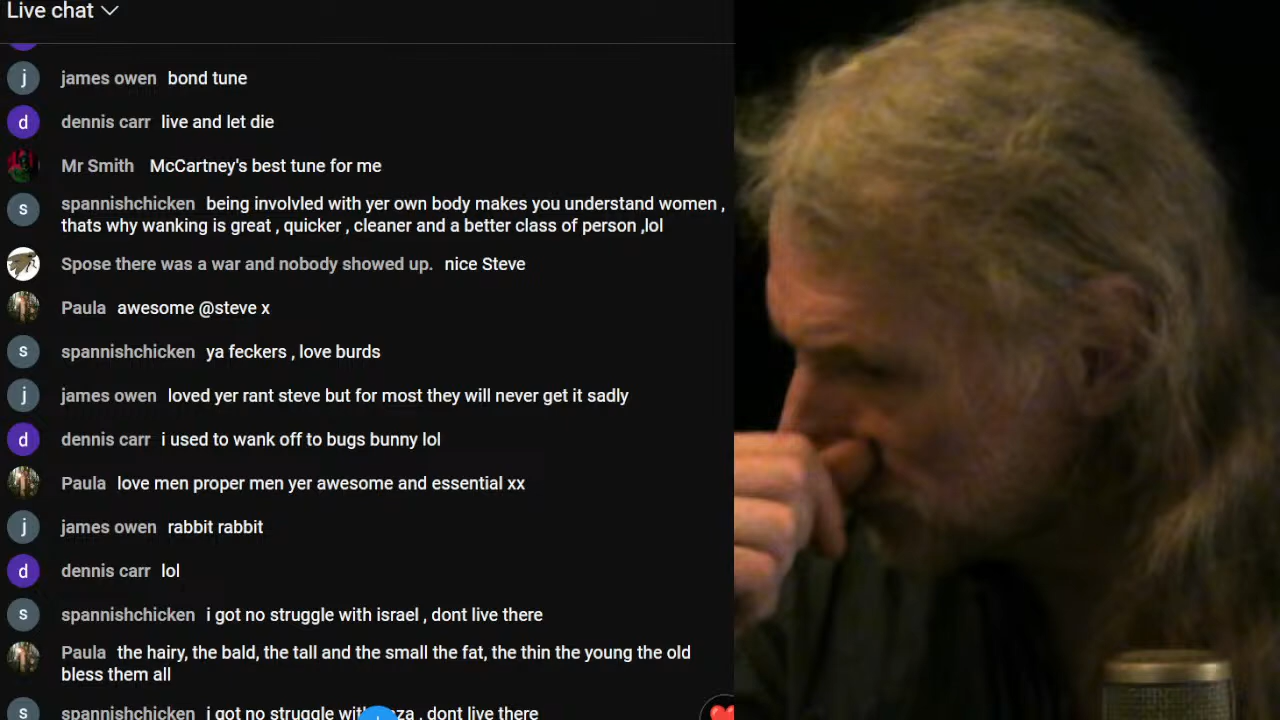 Live chat
j james owen bond tune
d dennis carr live and let die
Mr Smith McCartney's best tune for me
s spannishchicken being involvled with yer own body makes you understand women ,
thats why wanking is great , quicker , cleaner and a better class of person ,lol
Spose there was a war and nobody showed up. nice Steve
Paula awesome @steve x
s spannishchicken ya feckers , love burds
j james owen loved yer rant steve but for most they will never get it sadly
d dennis carr i used to wank off to bugs bunny lol
Paula love men proper men yer awesome and essential xx
j james owen rabbit rabbit
d dennis carr lol
s spannishchicken i got no struggle with israel , dont live there
Paula the hairy, the bald, the tall and the small the fat, the thin the young the old
bless them all
s spannishchicken i got no struggle dont live there